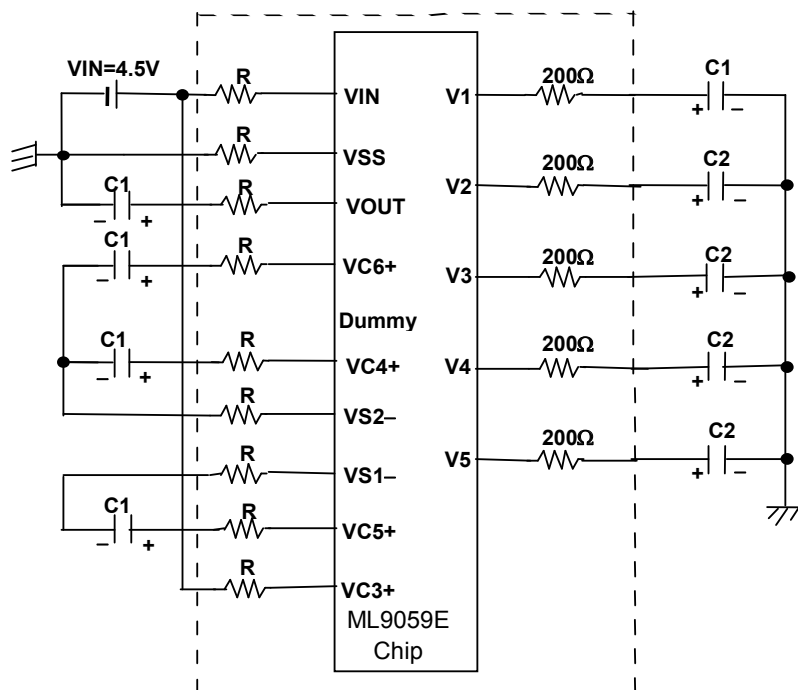 VIN=4.5V
R
VIN
R
VSS
C1
– +
R
VOUT
C1
– +
R
VC6+
Dummy
C1
– +
R
VC4+
R
VS2–
R
VS1–
C1
– +
R
VC5+
R
VC3+
ML9059E
Chip
V1
200Ω
C1
+ –
V2
200Ω
C2
+ –
V3
200Ω
C2
+ –
V4
200Ω
C2
+ –
V5
200Ω
C2
+ –